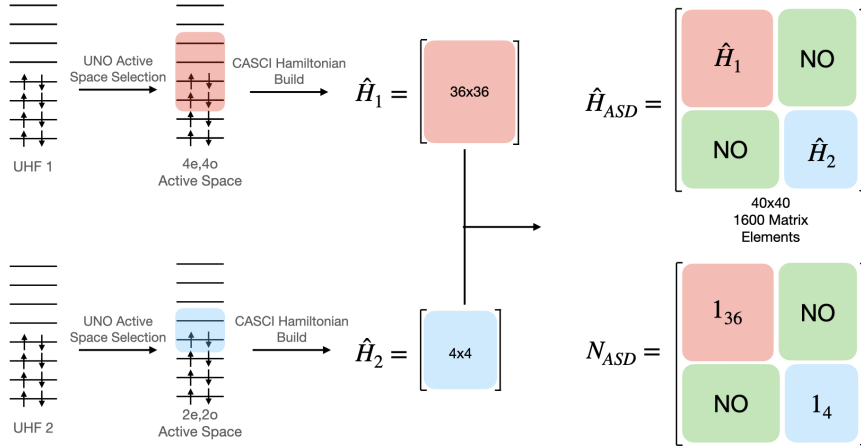 UNO Active
Space Selection
CASCI Hamiltonian
Build
UHF 1
4e,4o
Active Space
Ĥ₁ =
36x36
Ĥ_ASD =
Ĥ₁
NO
NO
Ĥ₂
40x40
1600 Matrix
Elements
UNO Active
Space Selection
CASCI Hamiltonian
Build
UHF 2
2e,2o
Active Space
Ĥ₂ =
4x4
N_ASD =
1₃₆
NO
NO
1₄